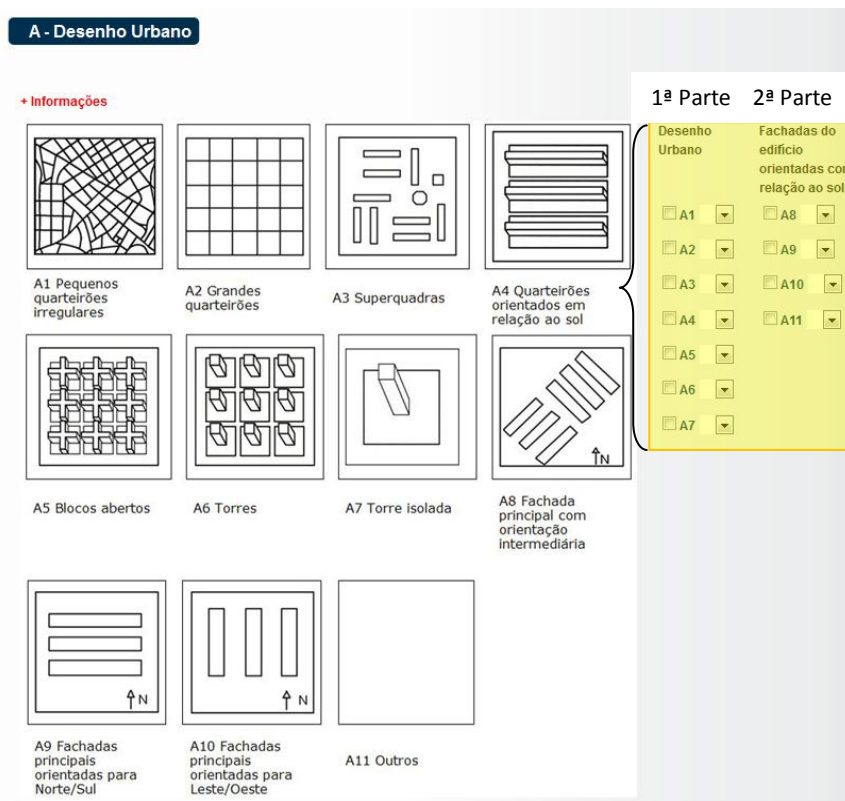 A - Desenho Urbano
+ Informações
1ª Parte 2ª Parte
Desenho
Urbano
Fachadas do
edifício
orientadas com
relação ao sol
A1
A2
A3
A4
A5
A6
A7
A8
A9
A10
A11
A1 Pequenos
quarteirões
irregulares
A2 Grandes
quarteirões
A3 Superquadras
A4 Quarteirões
orientados em
relação ao sol
A5 Blocos abertos
A6 Torres
A7 Torre isolada
N
A8 Fachada
principal com
orientação
intermediária
N
A9 Fachadas
principais
orientadas para
Norte/Sul
N
A10 Fachadas
principais
orientadas para
Leste/Oeste
A11 Outros